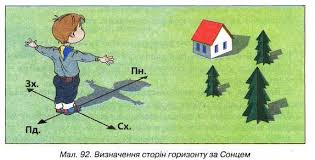 Пн.
Зх.
Пд.
Сх.
Мал. 92. Визначення сторін горизонту за Сонцем